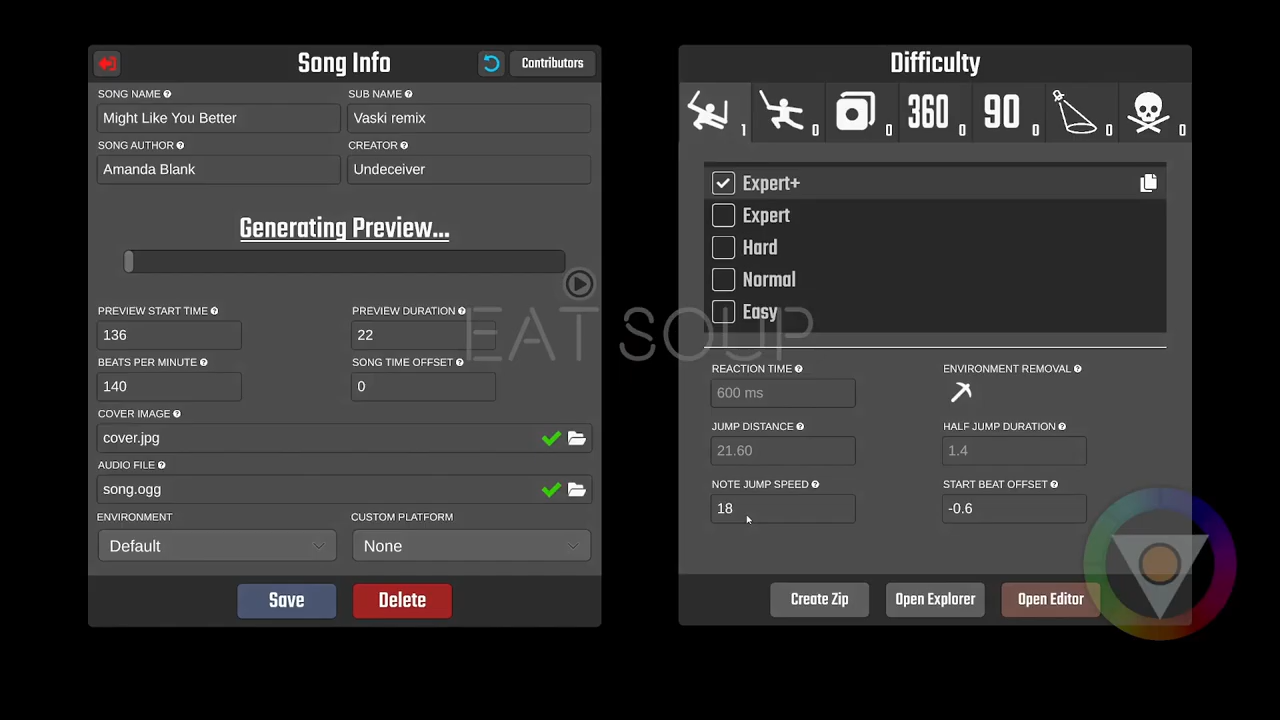 Song Info
Contributors
SONG NAME
SUB NAME
Might Like You Better
Vaski remix
SONG AUTHOR
CREATOR
Amanda Blank
Undeceiver
Generating Preview...
PREVIEW START TIME
PREVIEW DURATION
136
22
BEATS PER MINUTE
SONG TIME OFFSET
140
0
COVER IMAGE
cover.jpg
AUDIO FILE
song.ogg
ENVIRONMENT
CUSTOM PLATFORM
Default
None
Save
Delete
EAT SOUP
Difficulty
1
0
0
360 0
90 0
0
0
Expert+
Expert
Hard
Normal
Easy
REACTION TIME
ENVIRONMENT REMOVAL
600 ms
JUMP DISTANCE
HALF JUMP DURATION
21.60
1.4
NOTE JUMP SPEED
START BEAT OFFSET
18
-0.6
Create Zip
Open Explorer
Open Editor